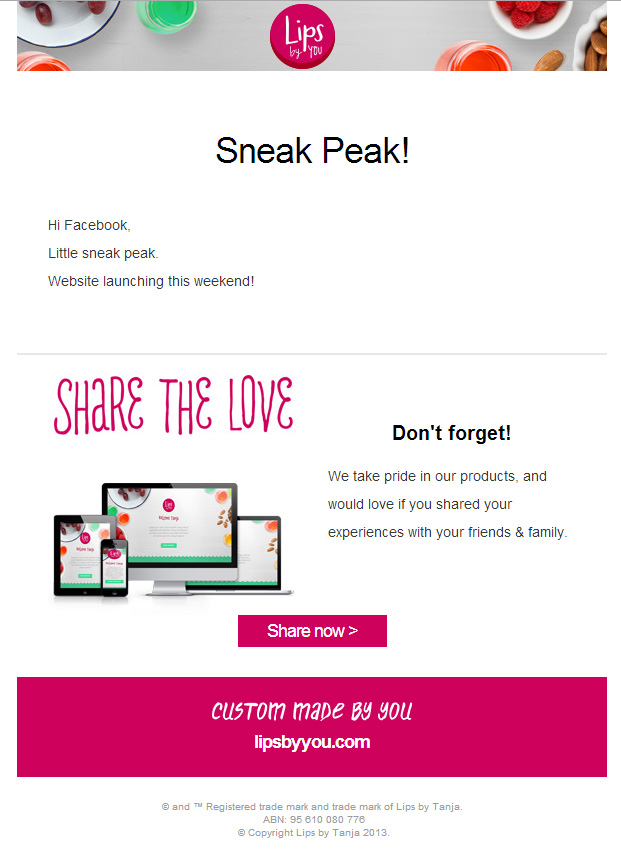 Lips
by YOU
Sneak Peak!
Hi Facebook,
Little sneak peak.
Website launching this weekend!
SHARE THE LOVE
Don't forget!
We take pride in our products, and
would love if you shared your
experiences with your friends & family.
Lips
Share now >
custom made by you
lipsbyyou.com
© and ™ Registered trade mark and trade mark of Lips by Tanja.
ABN: 95 610 080 776
© Copyright Lips by Tanja 2013.